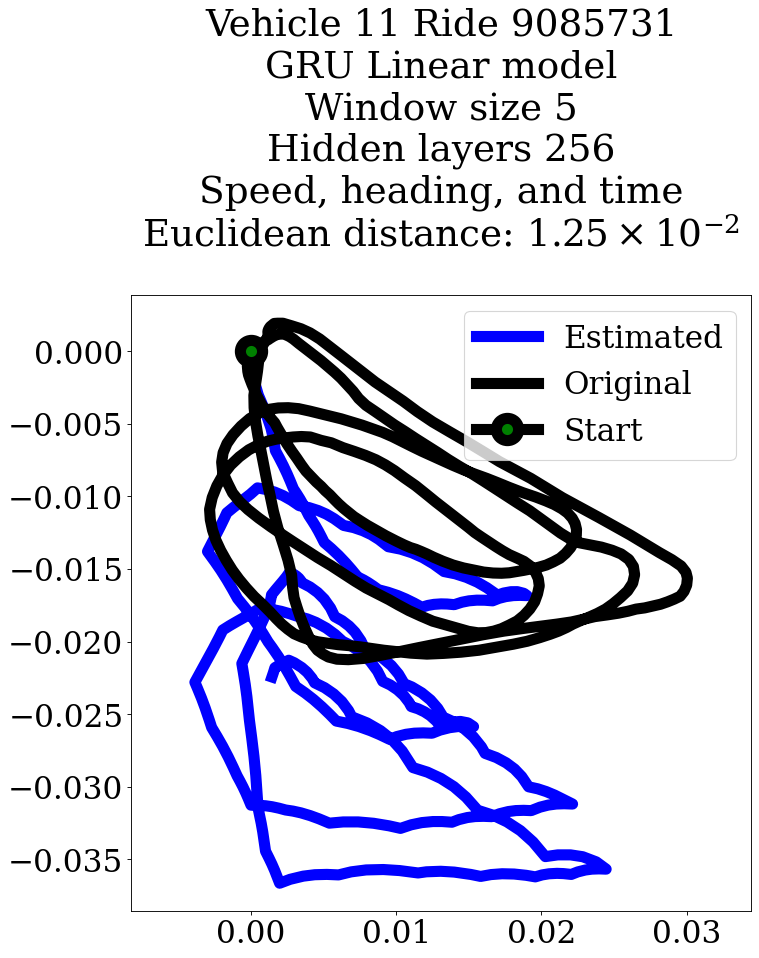 Vehicle 11 Ride 9085731
GRU Linear model
Window size 5
Hidden layers 256
Speed, heading, and time
Euclidean distance: 1.25 × 10⁻²
Estimated
Original
Start
0.000
−0.005
−0.010
−0.015
−0.020
−0.025
−0.030
−0.035
0.00 0.01 0.02 0.03